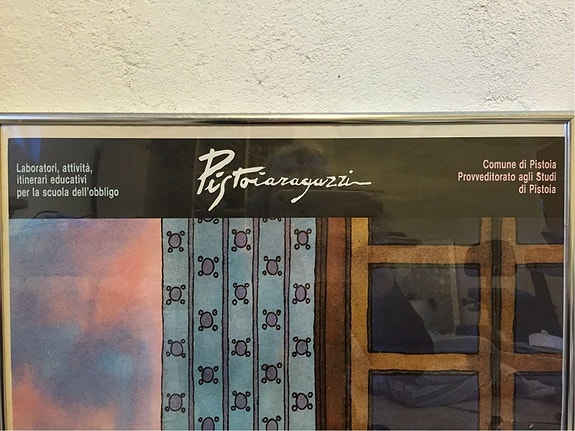 Laboratori, attività,
itinerari educativi
per la scuola dell'obbligo
Pistoiaragazzi
Comune di Pistoia
Provveditorato agli Studi
di Pistoia